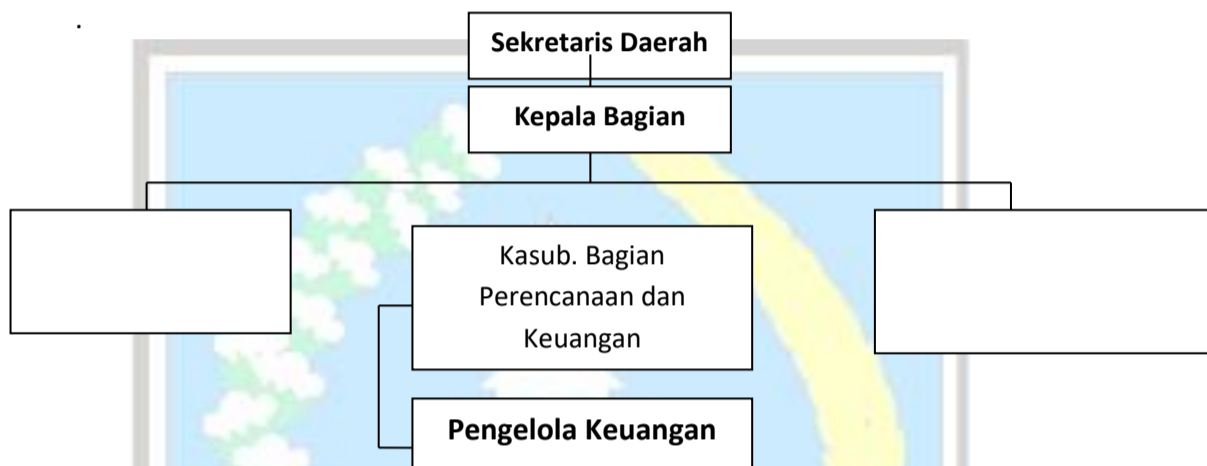 .
Sekretaris Daerah
Kepala Bagian
Kasub. Bagian
Perencanaan dan
Keuangan
Pengelola Keuangan